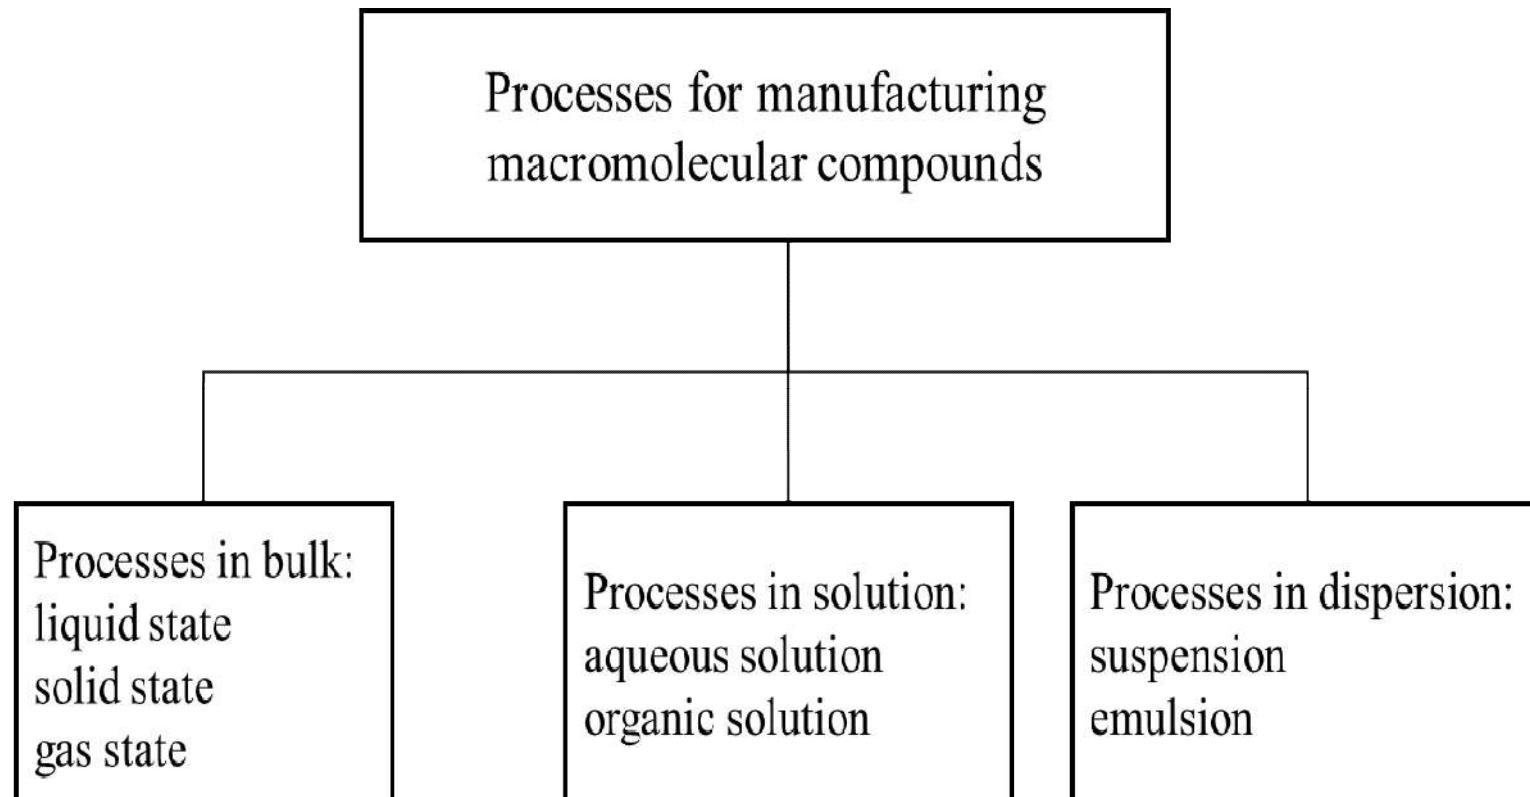 Processes for manufacturing
macromolecular compounds
Processes in bulk:
liquid state
solid state
gas state
Processes in solution:
aqueous solution
organic solution
Processes in dispersion:
suspension
emulsion